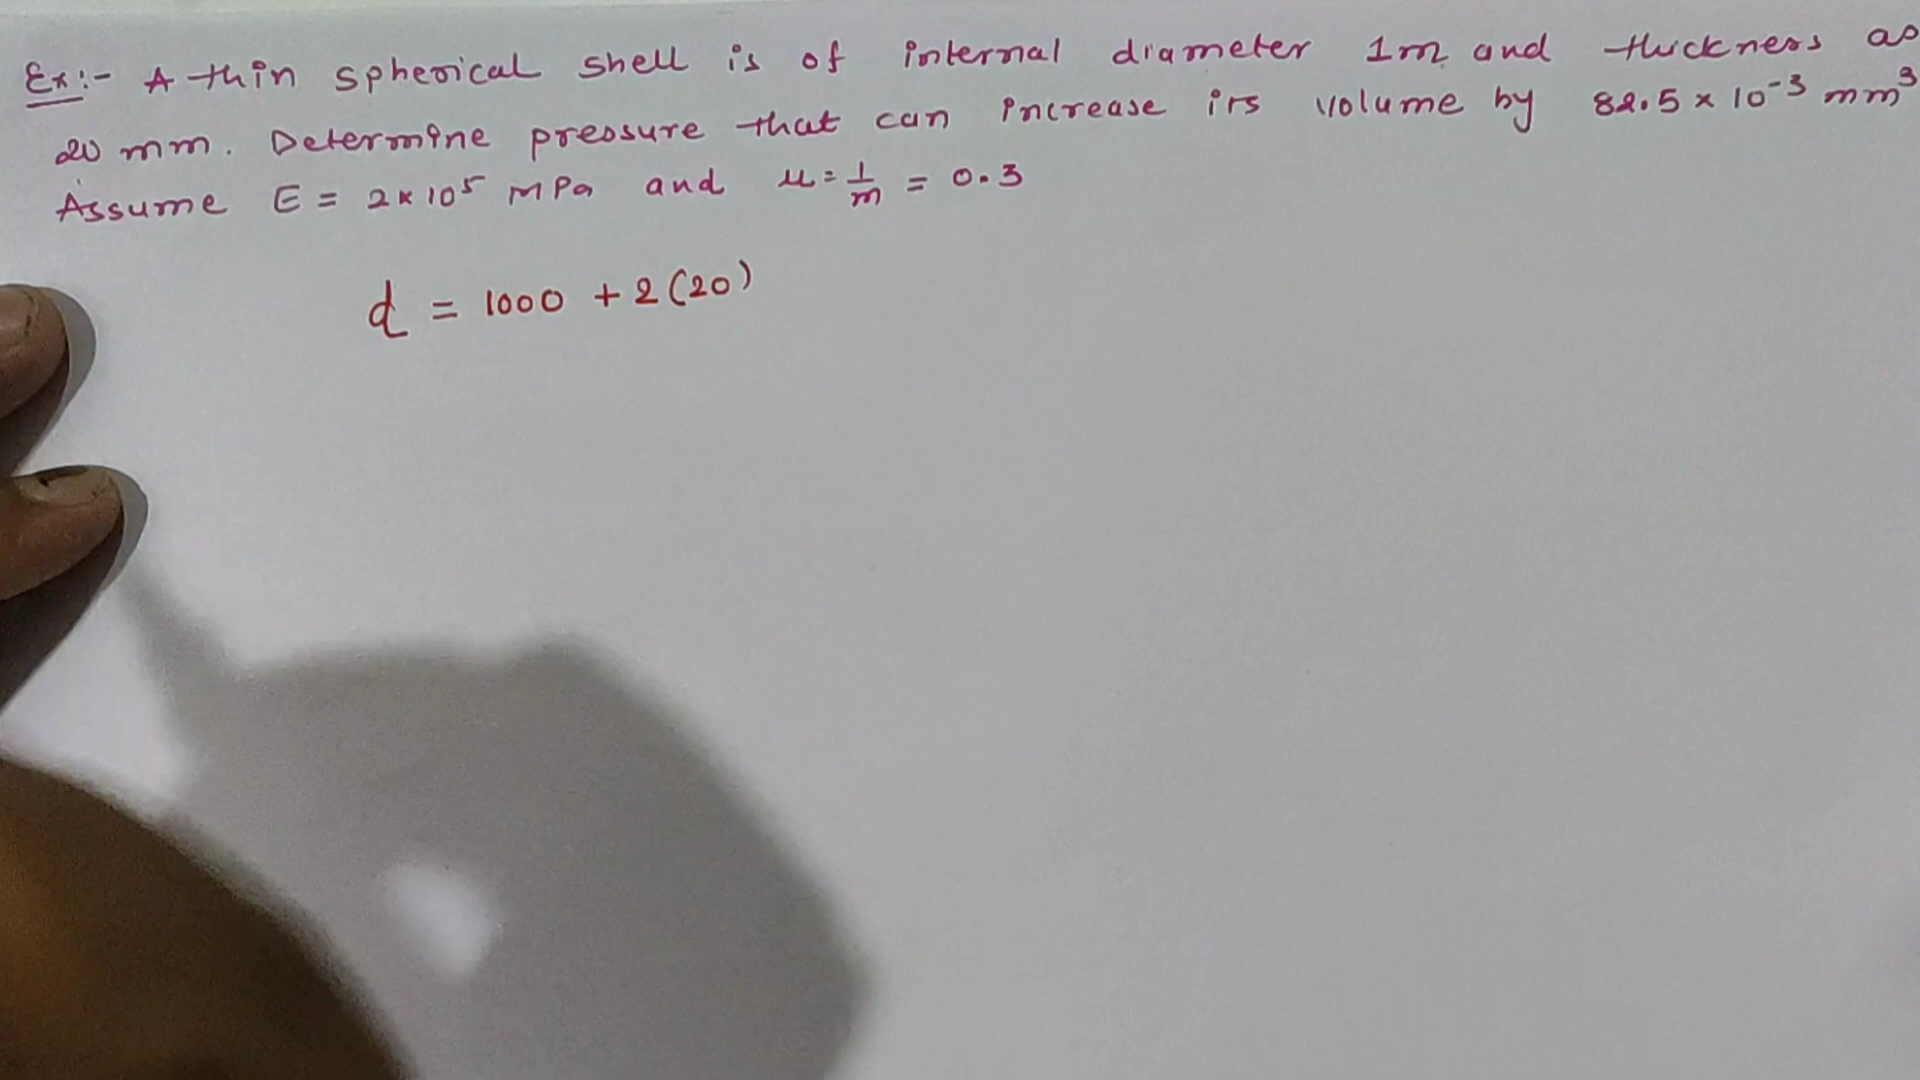 Ex:- A thin spherical shell is of internal diameter 1m and thickness as
20 mm. Determine pressure that can increase its volume by 82.5 x 10⁻³ mm³
Assume E = 2 x 10⁵ MPa and μ = 1/m = 0.3
d = 1000 + 2(20)